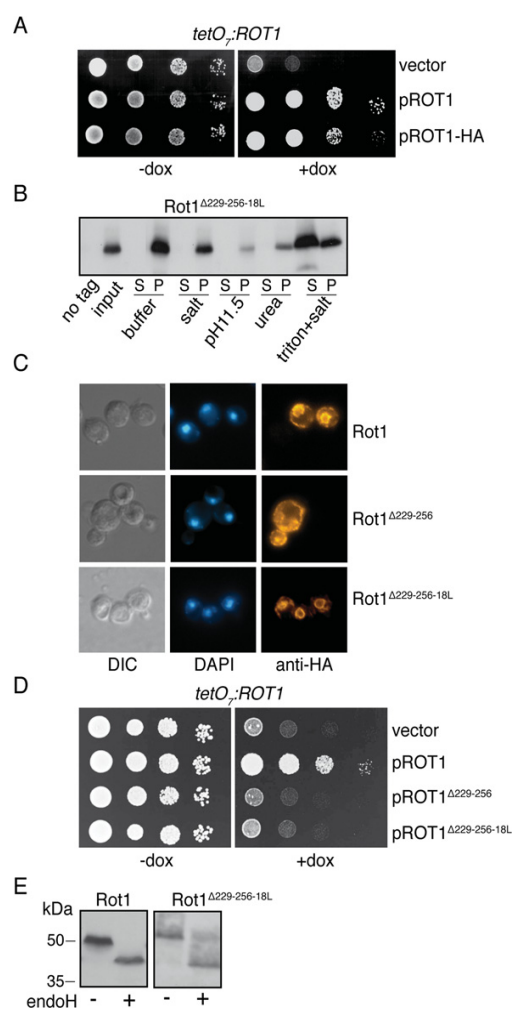 A
tetO7:ROT1
vector
pROT1
pROT1-HA
-dox +dox
B
Rot1Δ229-256-18L
no tag input S P buffer S P salt S P pH11.5 S P urea S P triton+salt
C
Rot1
Rot1Δ229-256
Rot1Δ229-256-18L
DIC DAPI anti-HA
D
tetO7:ROT1
vector
pROT1
pROT1Δ229-256
pROT1Δ229-256-18L
-dox +dox
E
Rot1 Rot1Δ229-256-18L
kDa
50–
35–
endoH - + - +